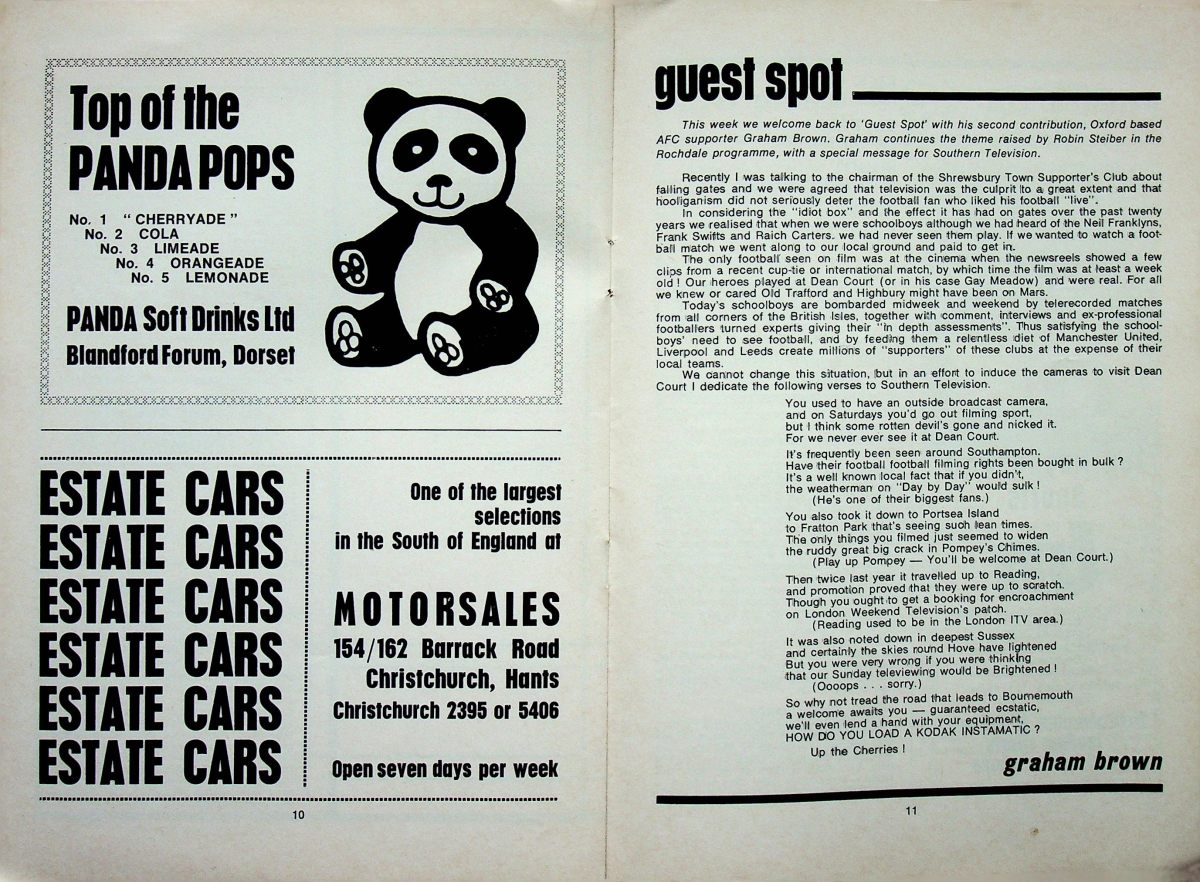 Top of the
PANDA POPS
No. 1 " CHERRYADE "
No. 2 COLA
No. 3 LIMEADE
No. 4 ORANGEADE
No. 5 LEMONADE
PANDA Soft Drinks Ltd
Blandford Forum, Dorset
ESTATE CARS
ESTATE CARS
ESTATE CARS
ESTATE CARS
ESTATE CARS
ESTATE CARS
One of the largest
selections
in the South of England at
MOTORSALES
154/162 Barrack Road
Christchurch, Hants
Christchurch 2395 or 5406
Open seven days per week
10
guest spot
This week we welcome back to 'Guest Spot' with his second contribution, Oxford based
AFC supporter Graham Brown. Graham continues the theme raised by Robin Steiber in the
Rochdale programme, with a special message for Southern Television.
Recently I was talking to the chairman of the Shrewsbury Town Supporter's Club about
falling gates and we were agreed that television was the culprit to a great extent and that
hooliganism did not seriously deter the football fan who liked his football "live".
In considering the "idiot box" and the effect it has had on gates over the past twenty
years we realised that when we were schoolboys although we had heard of the Neil Franklyns,
Frank Swifts and Raich Carters. we had never seen them play. If we wanted to watch a foot-
ball match we went along to our local ground and paid to get in.
The only football seen on film was at the cinema when the newsreels showed a few
clips from a recent cup-tie or international match, by which time the film was at least a week
old ! Our heroes played at Dean Court (or in his case Gay Meadow) and were real. For all
we knew or cared Old Trafford and Highbury might have been on Mars.
Today's schoolboys are bombarded midweek and weekend by telerecorded matches
from all corners of the British Isles, together with comment, interviews and ex-professional
footballers turned experts giving their "in depth assessments". Thus satisfying the school-
boys' need to see football, and by feeding them a relentless diet of Manchester United,
Liverpool and Leeds create millions of "supporters" of these clubs at the expense of their
local teams.
We cannot change this situation, but in an effort to induce the cameras to visit Dean
Court I dedicate the following verses to Southern Television.
You used to have an outside broadcast camera,
and on Saturdays you'd go out filming sport,
but I think some rotten devil's gone and nicked it.
For we never ever see it at Dean Court.
It's frequently been seen around Southampton.
Have their football football filming rights been bought in bulk ?
It's a well known local fact that if you didn't,
the weatherman on "Day by Day" would sulk !
(He's one of their biggest fans.)
You also took it down to Portsea Island
to Fratton Park that's seeing such lean times.
The only things you filmed just seemed to widen
the ruddy great big crack in Pompey's Chimes.
(Play up Pompey — You'll be welcome at Dean Court.)
Then twice last year it travelled up to Reading,
and promotion proved that they were up to scratch.
Though you ought to get a booking for encroachment
on London Weekend Television's patch.
(Reading used to be in the London ITV area.)
It was also noted down in deepest Sussex
and certainly the skies round Hove have lightened
But you were very wrong if you were thinking
that our Sunday televiewing would be Brightened !
(Oooops . . . sorry.)
So why not tread the road that leads to Bournemouth
a welcome awaits you — guaranteed ecstatic,
we'll even lend a hand with your equipment,
HOW DO YOU LOAD A KODAK INSTAMATIC ?
Up the Cherries !
graham brown
11